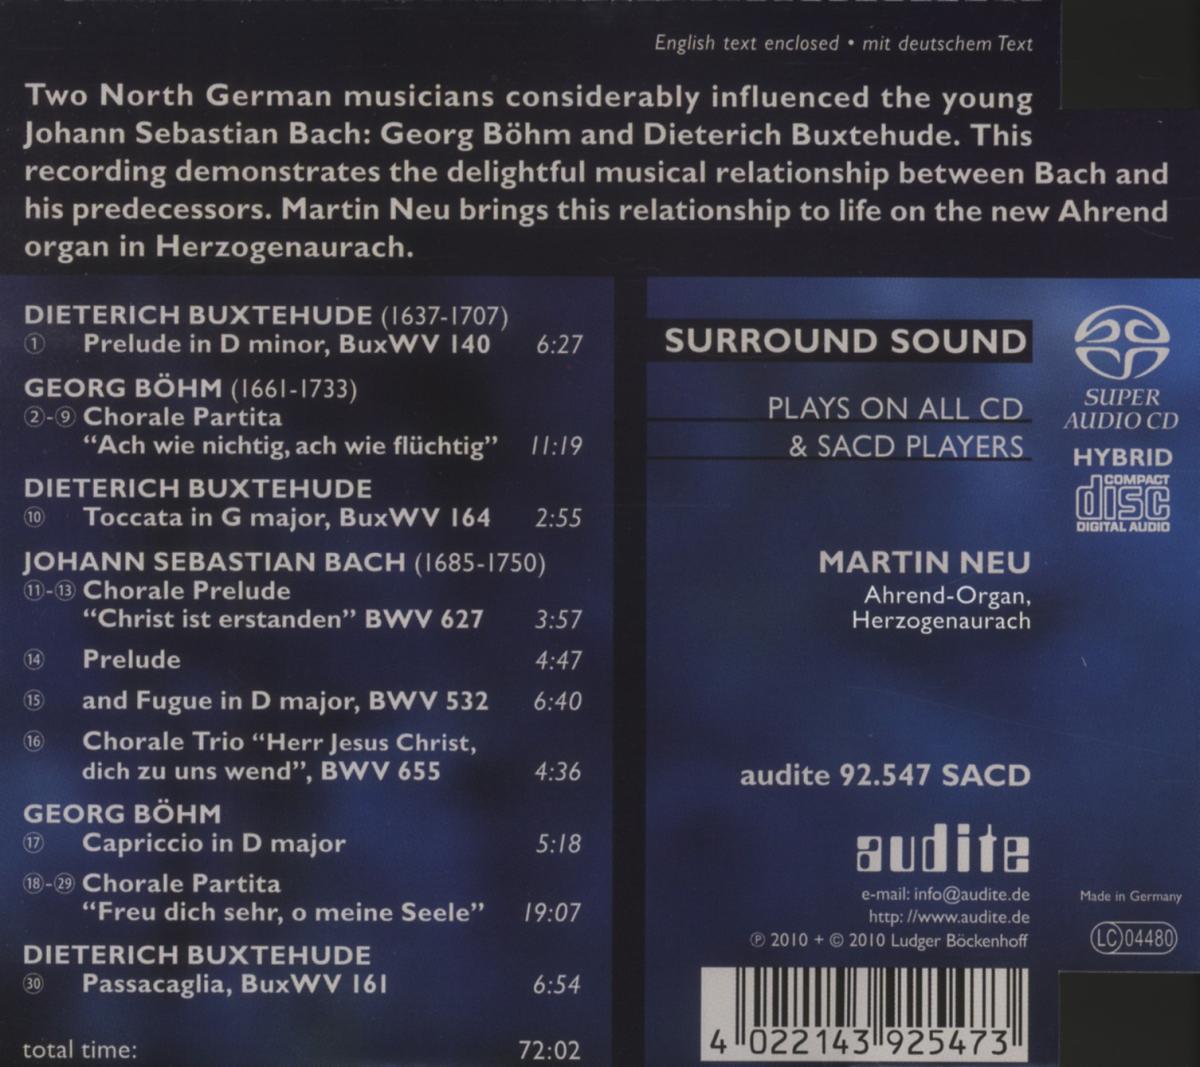 English text enclosed • mit deutschem Text
Two North German musicians considerably influenced the young
Johann Sebastian Bach: Georg Böhm and Dieterich Buxtehude. This
recording demonstrates the delightful musical relationship between Bach and
his predecessors. Martin Neu brings this relationship to life on the new Ahrend
organ in Herzogenaurach.
DIETERICH BUXTEHUDE (1637-1707)
① Prelude in D minor, BuxWV 140 6:27
GEORG BÖHM (1661-1733)
②-⑨ Chorale Partita
“Ach wie nichtig, ach wie flüchtig” 11:19
DIETERICH BUXTEHUDE
⑩ Toccata in G major, BuxWV 164 2:55
JOHANN SEBASTIAN BACH (1685-1750)
⑪-⑬ Chorale Prelude
“Christ ist erstanden” BWV 627 3:57
⑭ Prelude 4:47
⑮ and Fugue in D major, BWV 532 6:40
⑯ Chorale Trio “Herr Jesus Christ,
dich zu uns wend”, BWV 655 4:36
GEORG BÖHM
⑰ Capriccio in D major 5:18
⑱-㉙ Chorale Partita
“Freu dich sehr, o meine Seele” 19:07
DIETERICH BUXTEHUDE
㉚ Passacaglia, BuxWV 161 6:54
total time: 72:02
SURROUND SOUND
PLAYS ON ALL CD
& SACD PLAYERS
SUPER
AUDIO CD
HYBRID
COMPACT
disc
DIGITAL AUDIO
MARTIN NEU
Ahrend-Organ,
Herzogenaurach
audite 92.547 SACD
audite
e-mail: info@audite.de
http: //www.audite.de
℗ 2010 + © 2010 Ludger Böckenhoff
Made in Germany
LC 04480
4 022143 925473